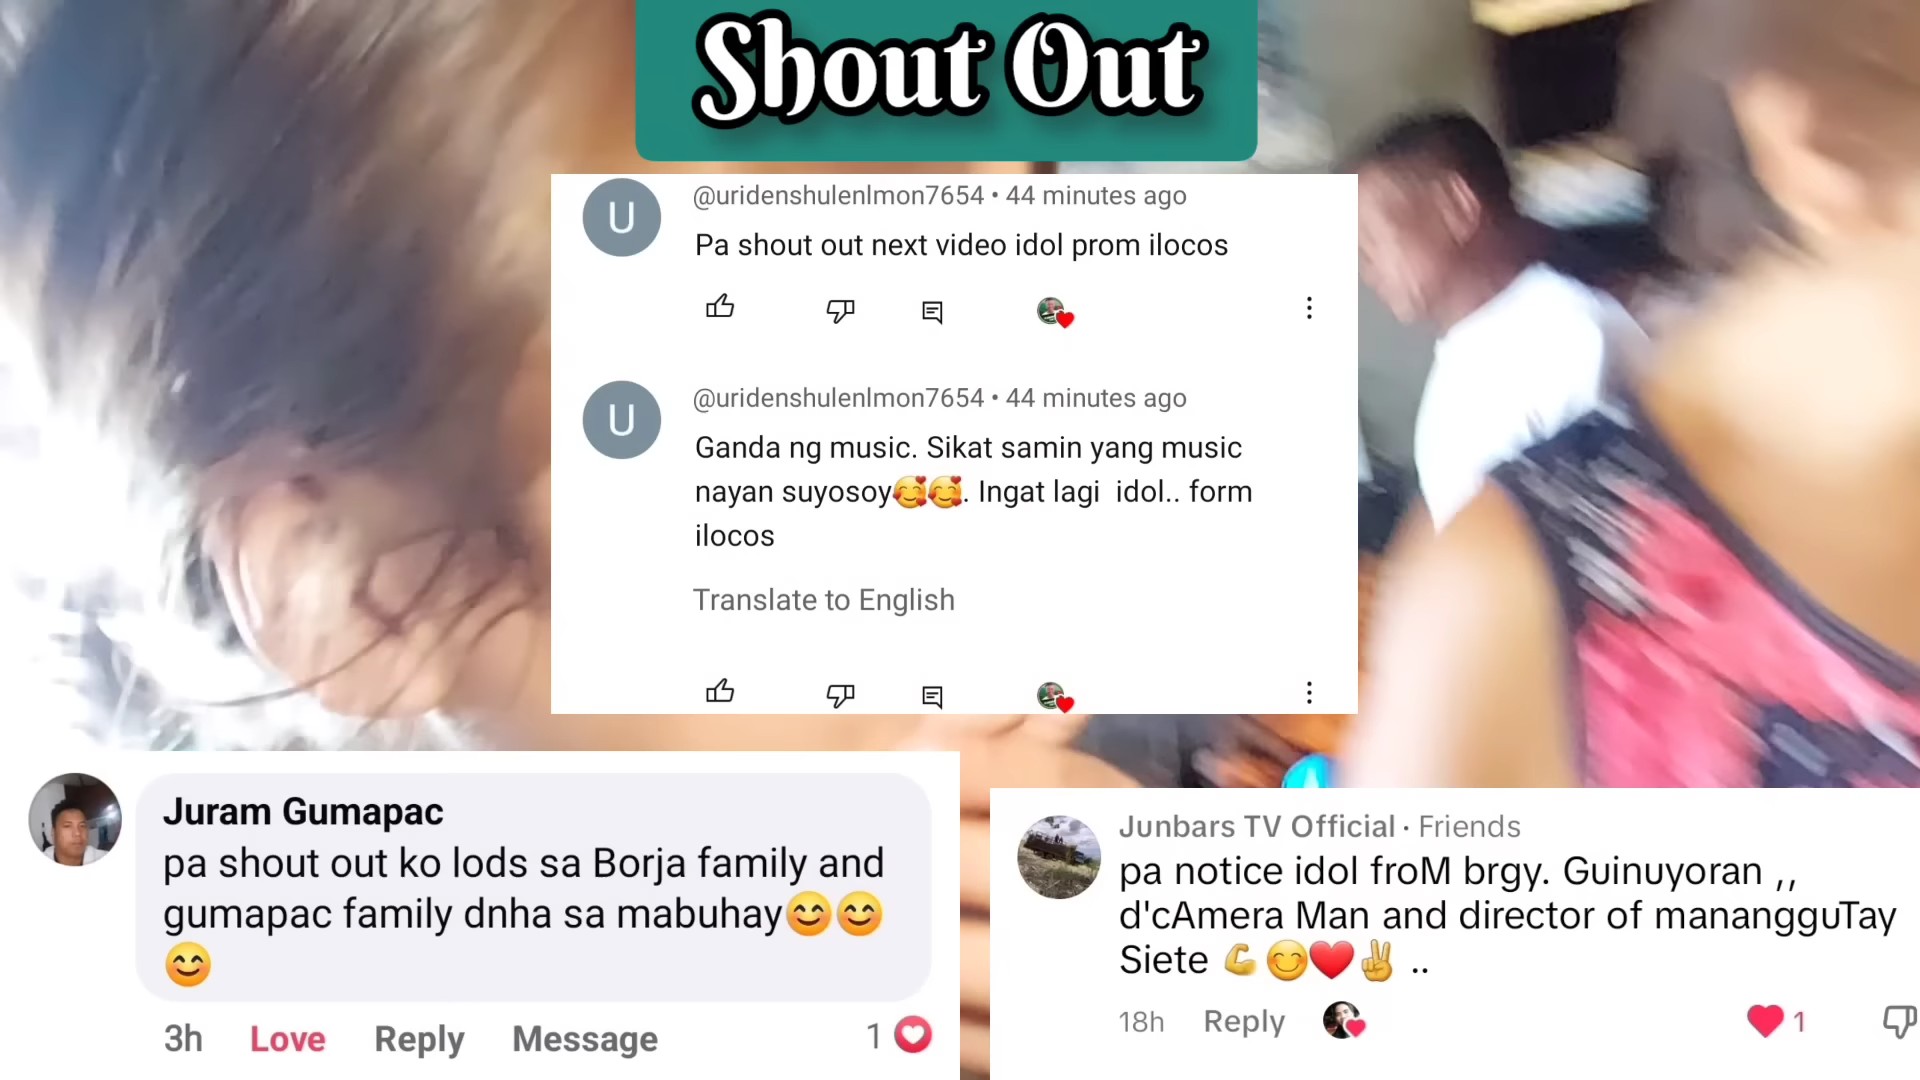 Shout Out
U
@uridenshulenlmon7654 • 44 minutes ago
Pa shout out next video idol prom ilocos
U
@uridenshulenlmon7654 • 44 minutes ago
Ganda ng music. Sikat samin yang music
nayan suyosoy🥰🥰. Ingat lagi  idol.. form
ilocos
Translate to English
Juram Gumapac
pa shout out ko lods sa Borja family and
gumapac family dnha sa mabuhay😊😊
😊
3h Love Reply Message 1
Junbars TV Official · Friends
pa notice idol froM brgy. Guinuyoran ,,
d'cAmera Man and director of manangguTay
Siete 💪😊❤️✌️ ..
18h Reply 1